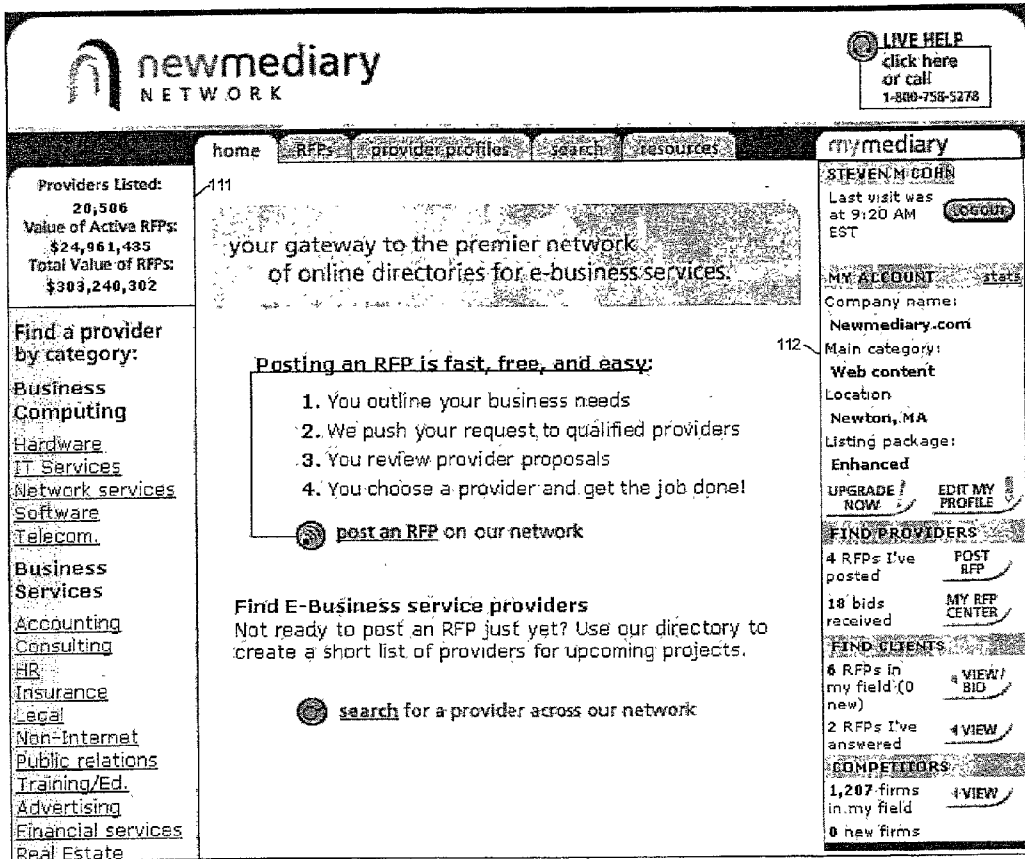 newmediary
NETWORK
LIVE HELP
click here
or call
1-800-758-5278
home
RFPs
provider profiles
search
resources
mymediary
Providers Listed:
20,506
Value of Active RFPs:
$24,961,435
Total Value of RFPs:
$303,240,302
Find a provider
by category:
Business
Computing
Hardware
IT Services
Network services
Software
Telecom.
Business
Services
Accounting
Consulting
HR
Insurance
Legal
Non-Internet
Public relations
Training/Ed.
Advertising
Financial services
Real Estate
111
your gateway to the premier network
of online directories for e-business services.
Posting an RFP is fast, free, and easy:
1. You outline your business needs
2. We push your request to qualified providers
3. You review provider proposals
4. You choose a provider and get the job done!
post an RFP on our network
Find E-Business service providers
Not ready to post an RFP just yet? Use our directory to
create a short list of providers for upcoming projects.
search for a provider across our network
112
STEVEN M COHN
Last visit was
at 9:20 AM
EST
LOGOUT
MY ACCOUNT stats
Company name:
Newmediary.com
Main category:
Web content
Location
Newton, MA
Listing package:
Enhanced
UPGRADE
NOW
EDIT MY
PROFILE
FIND PROVIDERS
4 RFPs I've
posted
POST
RFP
18 bids
received
MY RFP
CENTER
FIND CLIENTS
6 RFPs in
my field (0
new)
VIEW/
BID
2 RFPs I've
answered
VIEW
COMPETITORS
1,207 firms
in my field
VIEW
0 new firms